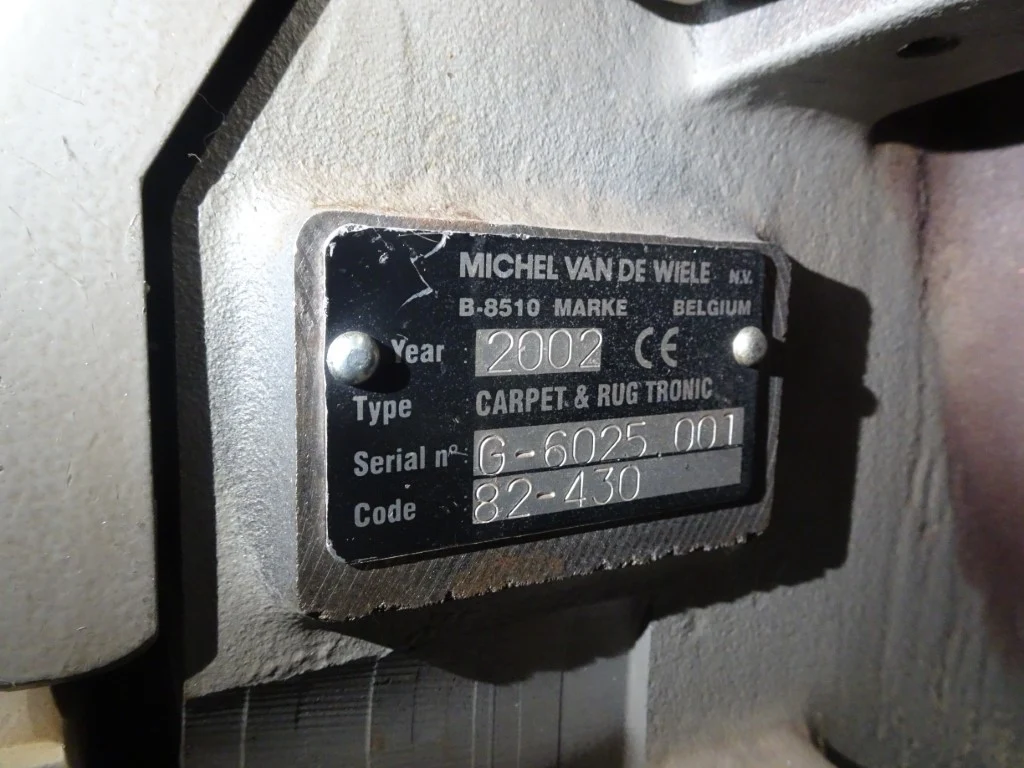 MICHEL VAN DE WIELE N.V.
B-8510 MARKE BELGIUM
Year 2002 CE
Type CARPET & RUG TRONIC
Serial nº G-6025.001
Code 82-430